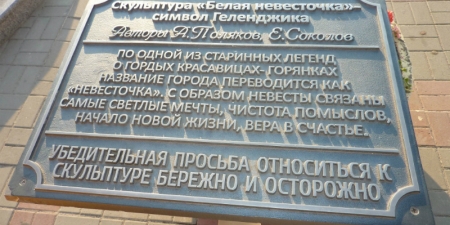 Скульптура «Белая невесточка»-
символ Геленджика
Авторы А.Поляков, Е.Соколов
ПО ОДНОЙ ИЗ СТАРИННЫХ ЛЕГЕНД
О ГОРДЫХ КРАСАВИЦАХ- ГОРЯНКАХ
НАЗВАНИЕ ГОРОДА ПЕРЕВОДИТСЯ КАК
«НЕВЕСТОЧКА». С ОБРАЗОМ НЕВЕСТЫ СВЯЗАНЫ
САМЫЕ СВЕТЛЫЕ МЕЧТЫ, ЧИСТОТА ПОМЫСЛОВ,
НАЧАЛО НОВОЙ ЖИЗНИ, ВЕРА В СЧАСТЬЕ.
УБЕДИТЕЛЬНАЯ ПРОСЬБА ОТНОСИТЬСЯ К
СКУЛЬПТУРЕ БЕРЕЖНО И ОСТОРОЖНО